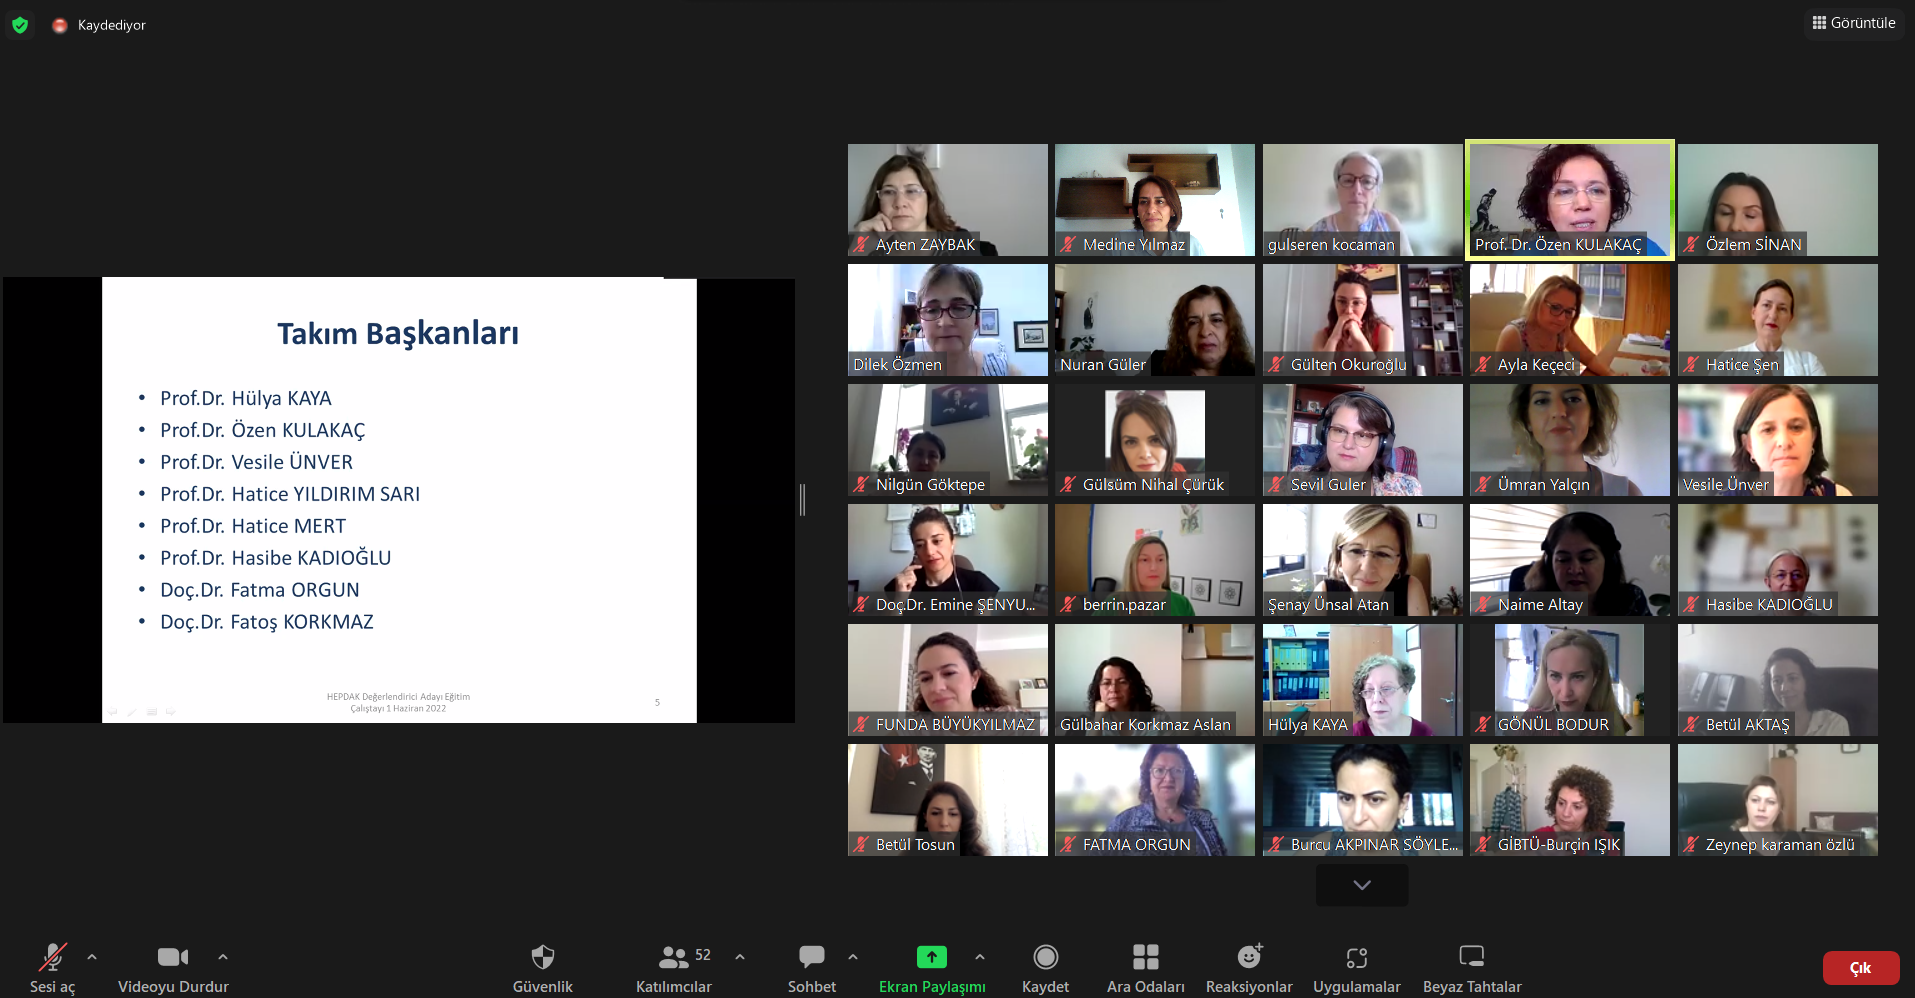 Kaydediyor
Görüntüle
Takım Başkanları
• Prof.Dr. Hülya KAYA
• Prof.Dr. Özen KULAKAÇ
• Prof.Dr. Vesile ÜNVER
• Prof.Dr. Hatice YILDIRIM SARI
• Prof.Dr. Hatice MERT
• Prof.Dr. Hasibe KADIOĞLU
• Doç.Dr. Fatma ORGUN
• Doç.Dr. Fatoş KORKMAZ
HEPDAK Değerlendirici Adayı Eğitim
Çalıştayı 1 Haziran 2022
5
Ayten ZAYBAK
Medine Yılmaz
gulseren kocaman
Prof. Dr. Özen KULAKAÇ
Özlem SİNAN
Dilek Özmen
Nuran Güler
Gülten Okuroğlu
Ayla Keçeci
Hatice Şen
Nilgün Göktepe
Gülsüm Nihal Çürük
Sevil Guler
Ümran Yalçın
Vesile Ünver
Doç.Dr. Emine ŞENYU...
berrin.pazar
Şenay Ünsal Atan
Naime Altay
Hasibe KADIOĞLU
FUNDA BÜYÜKYILMAZ
Gülbahar Korkmaz Aslan
Hülya KAYA
GÖNÜL BODUR
Betül AKTAŞ
Betül Tosun
FATMA ORGUN
Burcu AKPINAR SÖYLE...
GİBTÜ-Burçin IŞIK
Zeynep karaman özlü
Sesi aç
Videoyu Durdur
Güvenlik
52
Katılımcılar
Sohbet
Ekran Paylaşımı
Kaydet
Ara Odaları
Reaksiyonlar
Uygulamalar
Beyaz Tahtalar
Çık